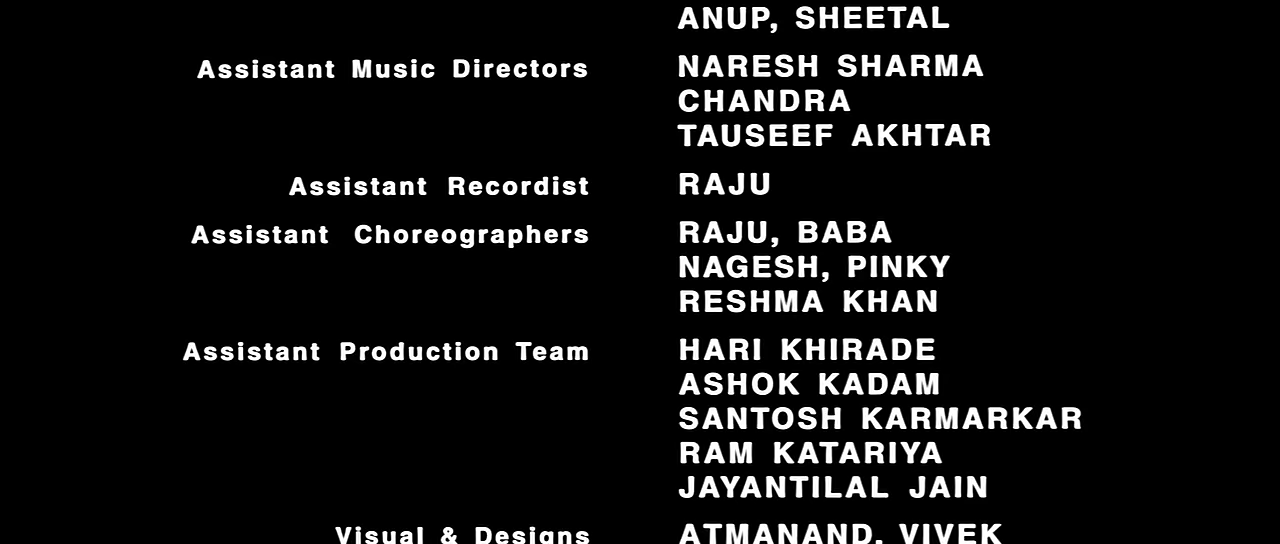 ANUP, SHEETAL
Assistant Music Directors NARESH SHARMA
CHANDRA
TAUSEEF AKHTAR
Assistant Recordist RAJU
Assistant Choreographers RAJU, BABA
NAGESH, PINKY
RESHMA KHAN
Assistant Production Team HARI KHIRADE
ASHOK KADAM
SANTOSH KARMARKAR
RAM KATARIYA
JAYANTILAL JAIN
Visual & Designs ATMANAND, VIVEK